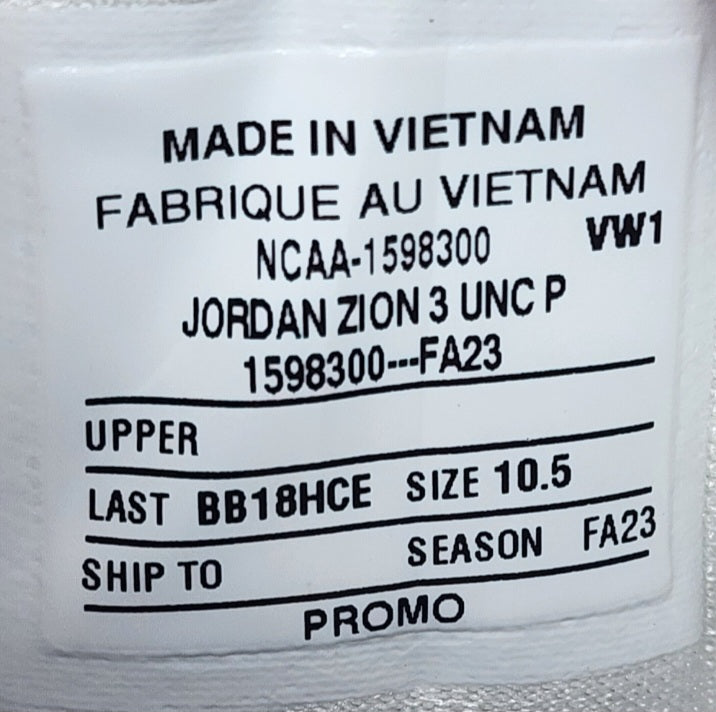 MADE IN VIETNAM
FABRIQUE AU VIETNAM
NCAA-1598300 VW1
JORDAN ZION 3 UNC P
1598300---FA23
UPPER
LAST BB18HCE SIZE 10.5
SHIP TO SEASON FA23
PROMO